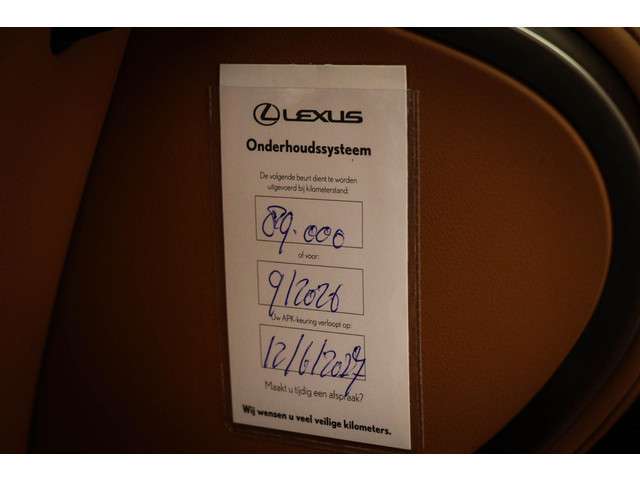 LEXUS
Onderhoudssysteem
De volgende beurt dient te worden
uitgevoerd bij kilometerstand:
89.000
of voor:
9/2026
Uw APK-keuring verloopt op:
12/6/2027
Maakt u tijdig een afspraak?
Wij wensen u veel veilige kilometers.